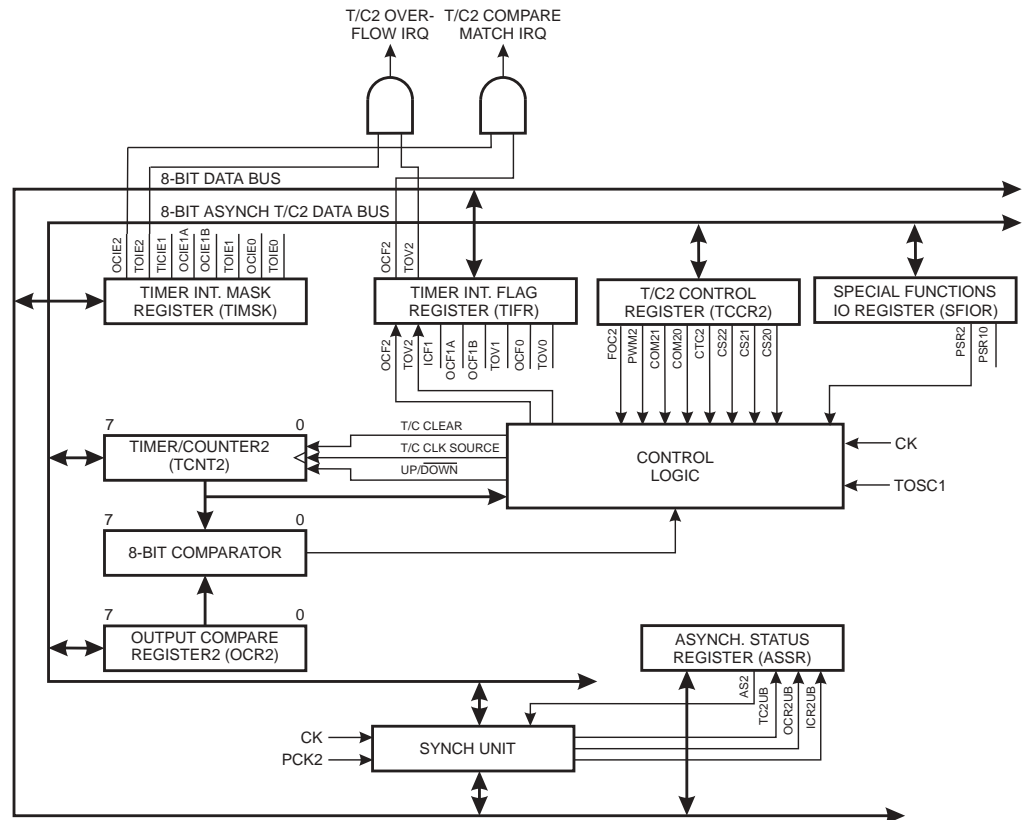 T/C2 OVER-
FLOW IRQ
T/C2 COMPARE
MATCH IRQ
8-BIT DATA BUS
8-BIT ASYNCH T/C2 DATA BUS
OCIE2
TOIE2
TICIE1
OCIE1A
OCIE1B
TOIE1
OCIE0
TOIE0
OCF2
TOV2
TIMER INT. MASK
REGISTER (TIMSK)
TIMER INT. FLAG
REGISTER (TIFR)
T/C2 CONTROL
REGISTER (TCCR2)
SPECIAL FUNCTIONS
IO REGISTER (SFIOR)
OCF2
TOV2
ICF1
OCF1A
OCF1B
TOV1
OCF0
TOV0
FOC2
PWM2
COM21
COM20
CTC2
CS22
CS21
CS20
PSR2
PSR10
7 0
TIMER/COUNTER2
(TCNT2)
T/C CLEAR
T/C CLK SOURCE
UP/DOWN
CONTROL
LOGIC
CK
TOSC1
7 0
8-BIT COMPARATOR
7 0
OUTPUT COMPARE
REGISTER2 (OCR2)
ASYNCH. STATUS
REGISTER (ASSR)
AS2
TC2UB
OCR2UB
ICR2UB
CK
PCK2
SYNCH UNIT